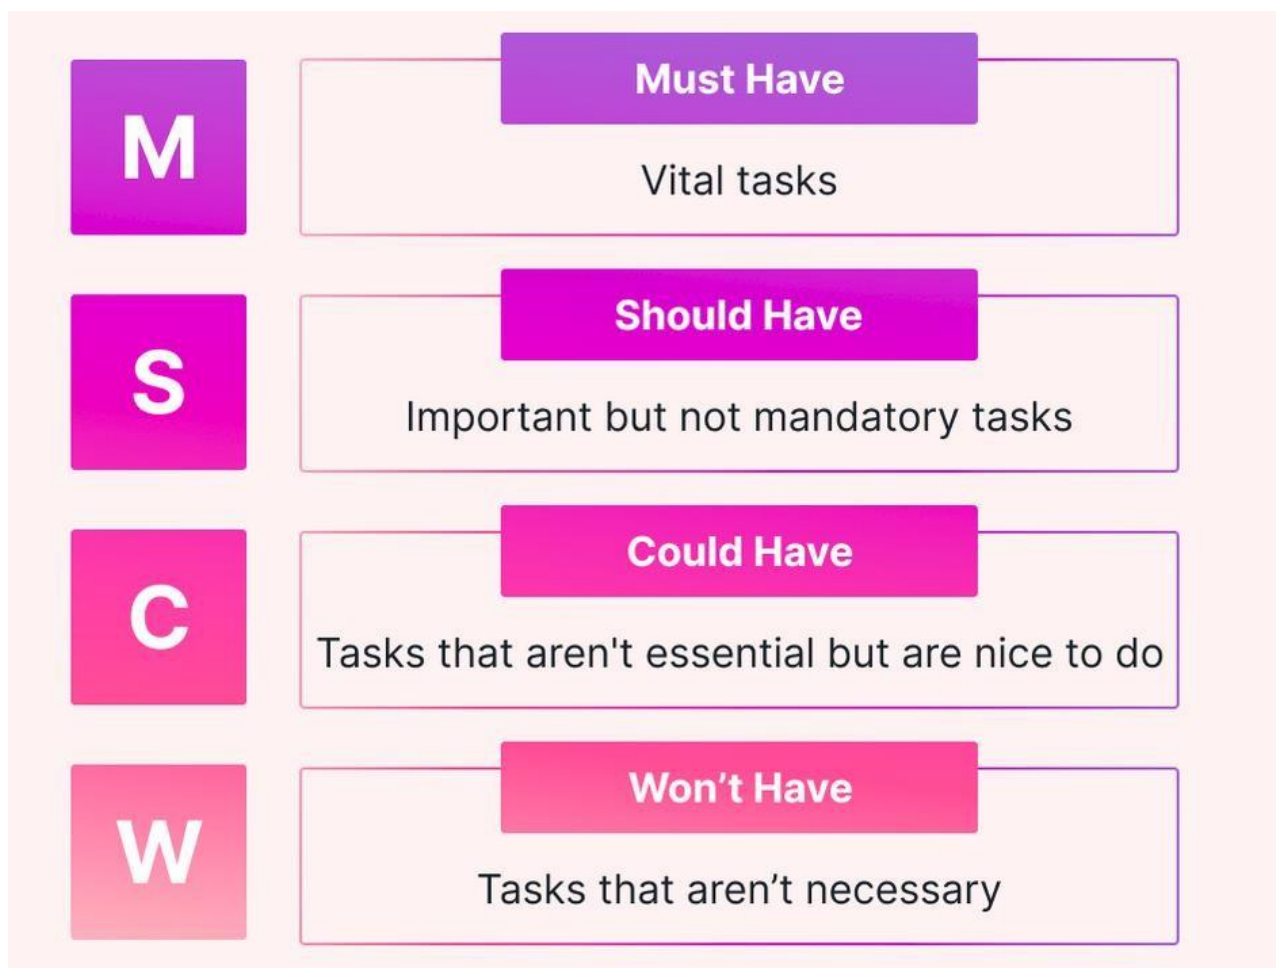 M
Must Have
Vital tasks
S
Should Have
Important but not mandatory tasks
C
Could Have
Tasks that aren't essential but are nice to do
W
Won’t Have
Tasks that aren’t necessary